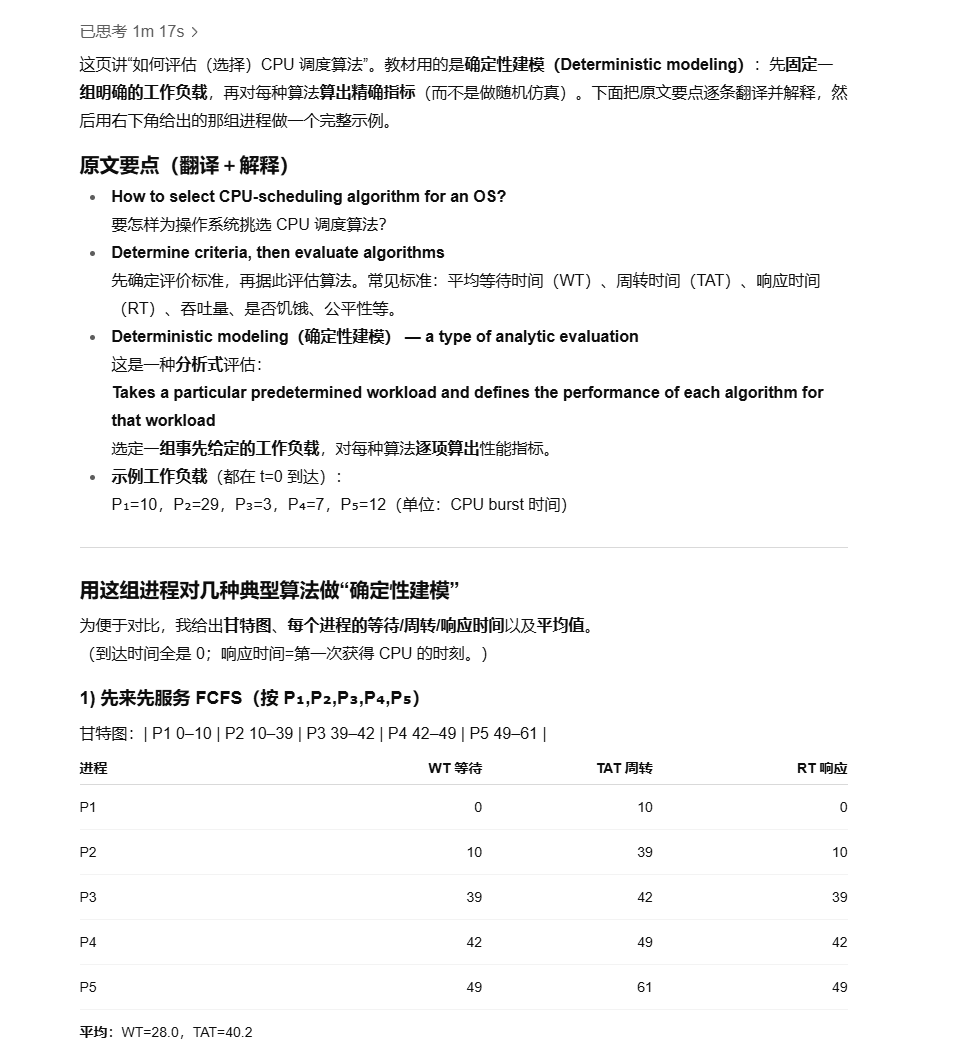 已思考 1m 17s >
这页讲“如何评估（选择）CPU 调度算法”。教材用的是确定性建模（Deterministic modeling）：先固定一
组明确的工作负载，再对每种算法算出精确指标（而不是做随机仿真）。下面把原文要点逐条翻译并解释，然
后用右下角给出的那组进程做一个完整示例。
原文要点（翻译 + 解释）
• How to select CPU-scheduling algorithm for an OS?
要怎样为操作系统挑选 CPU 调度算法？
• Determine criteria, then evaluate algorithms
先确定评价标准，再据此评估算法。常见标准：平均等待时间（WT）、周转时间（TAT）、响应时间
（RT）、吞吐量、是否饥饿、公平性等。
• Deterministic modeling（确定性建模） — a type of analytic evaluation
这是一种分析式评估：
Takes a particular predetermined workload and defines the performance of each algorithm for
that workload
选定一组事先给定的工作负载，对每种算法逐项算出性能指标。
• 示例工作负载（都在 t=0 到达）：
P₁=10，P₂=29，P₃=3，P₄=7，P₅=12（单位：CPU burst 时间）
用这组进程对几种典型算法做“确定性建模”
为便于对比，我给出甘特图、每个进程的等待/周转/响应时间以及平均值。
（到达时间全是 0；响应时间=第一次获得 CPU 的时刻。）
1) 先来先服务 FCFS（按 P₁,P₂,P₃,P₄,P₅）
甘特图：| P1 0–10 | P2 10–39 | P3 39–42 | P4 42–49 | P5 49–61 |
进程 WT 等待 TAT 周转 RT 响应
P1 0 10 0
P2 10 39 10
P3 39 42 39
P4 42 49 42
P5 49 61 49
平均：WT=28.0，TAT=40.2